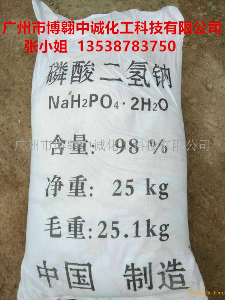 广州市博翱中诚化工科技有限公司
张小姐 13538783750
磷酸二氢钠
NaH₂PO₄·2H₂O
含量: 98%
净重: 25 kg
毛重: 25.1kg
中国 制造